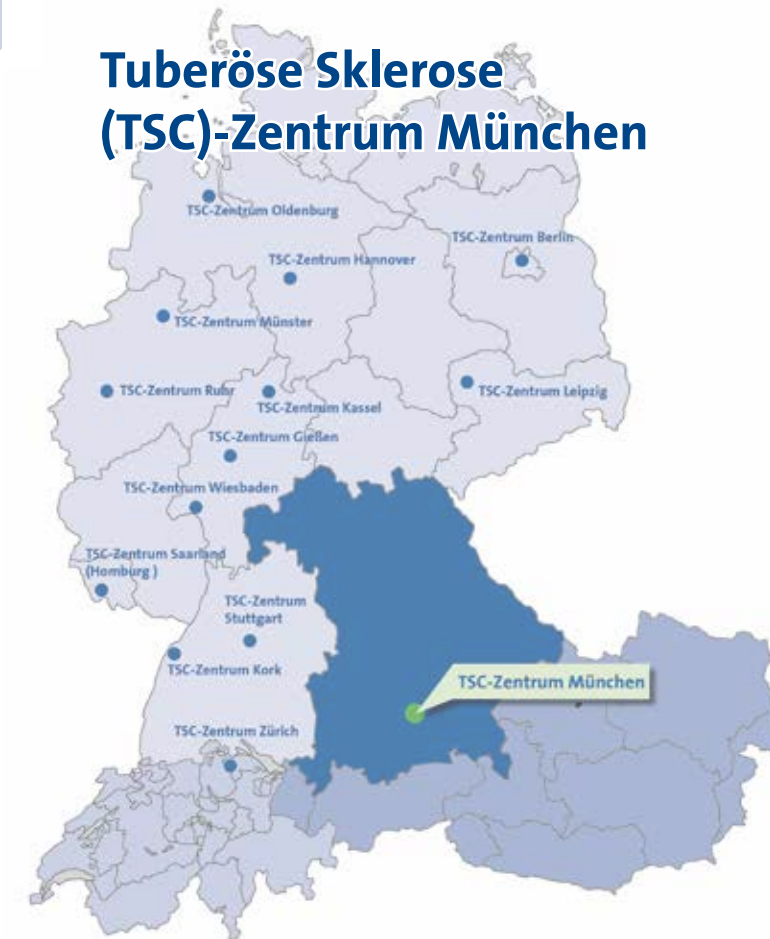 Tuberöse Sklerose
(TSC)-Zentrum München
TSC-Zentrum Oldenburg
TSC-Zentrum Berlin
TSC-Zentrum Hannover
TSC-Zentrum Münster
TSC-Zentrum Ruhr
TSC-Zentrum Leipzig
TSC-Zentrum Kassel
TSC-Zentrum Gießen
TSC-Zentrum Wiesbaden
TSC-Zentrum Saarland
(Homburg )
TSC-Zentrum
Stuttgart
TSC-Zentrum Kork
TSC-Zentrum München
TSC-Zentrum Zürich